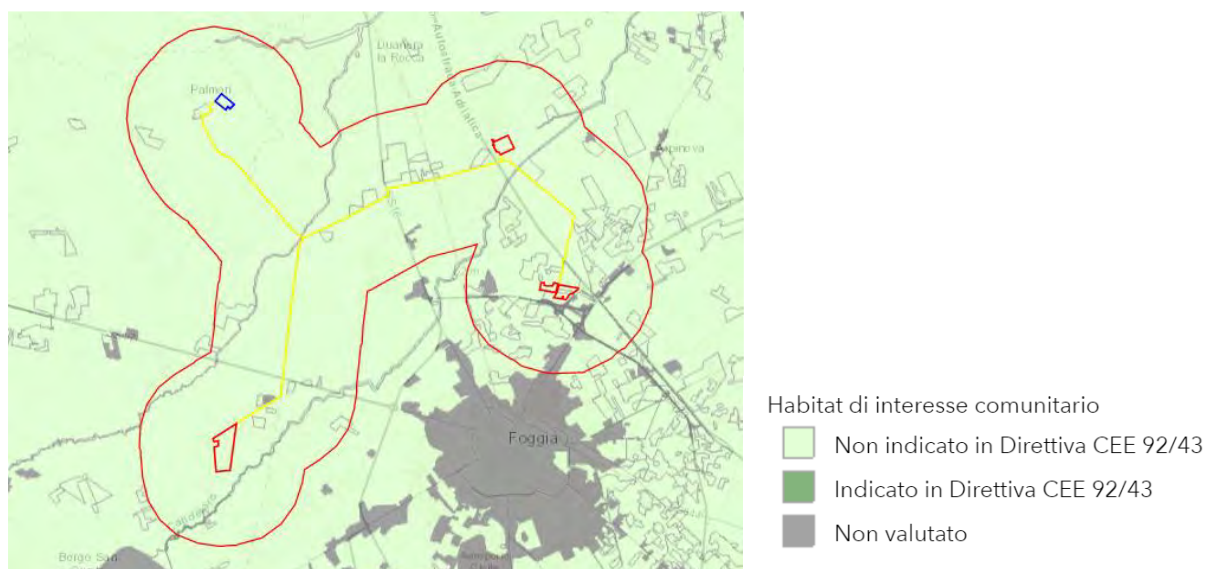 Duanera
la Rocca
Autostrada Adriatica
Palmori
Arpinova
Foggia
Borgo San
Habitat di interesse comunitario
Non indicato in Direttiva CEE 92/43
Indicato in Direttiva CEE 92/43
Non valutato